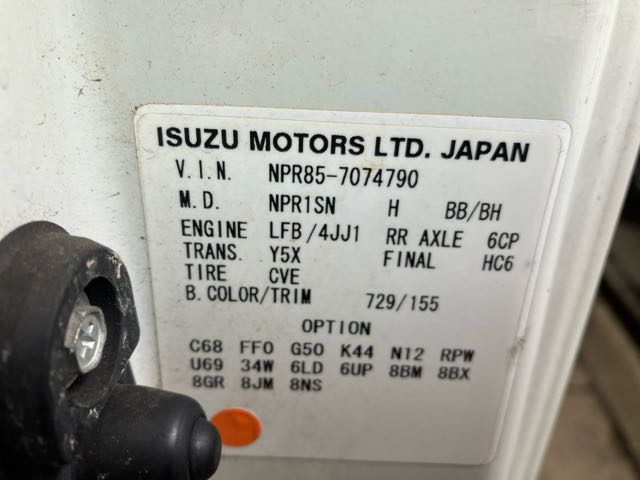 ISUZU MOTORS LTD. JAPAN
V.I.N. NPR85-7074790
M.D. NPR1SN H BB/BH
ENGINE LFB/4JJ1 RR AXLE 6CP
TRANS. Y5X FINAL HC6
TIRE CVE
B.COLOR/TRIM 729/155
OPTION
C68 FF0 G50 K44 N12 RPW
U69 34W 6LD 6UP 8BM 8BX
8GR 8JM 8NS